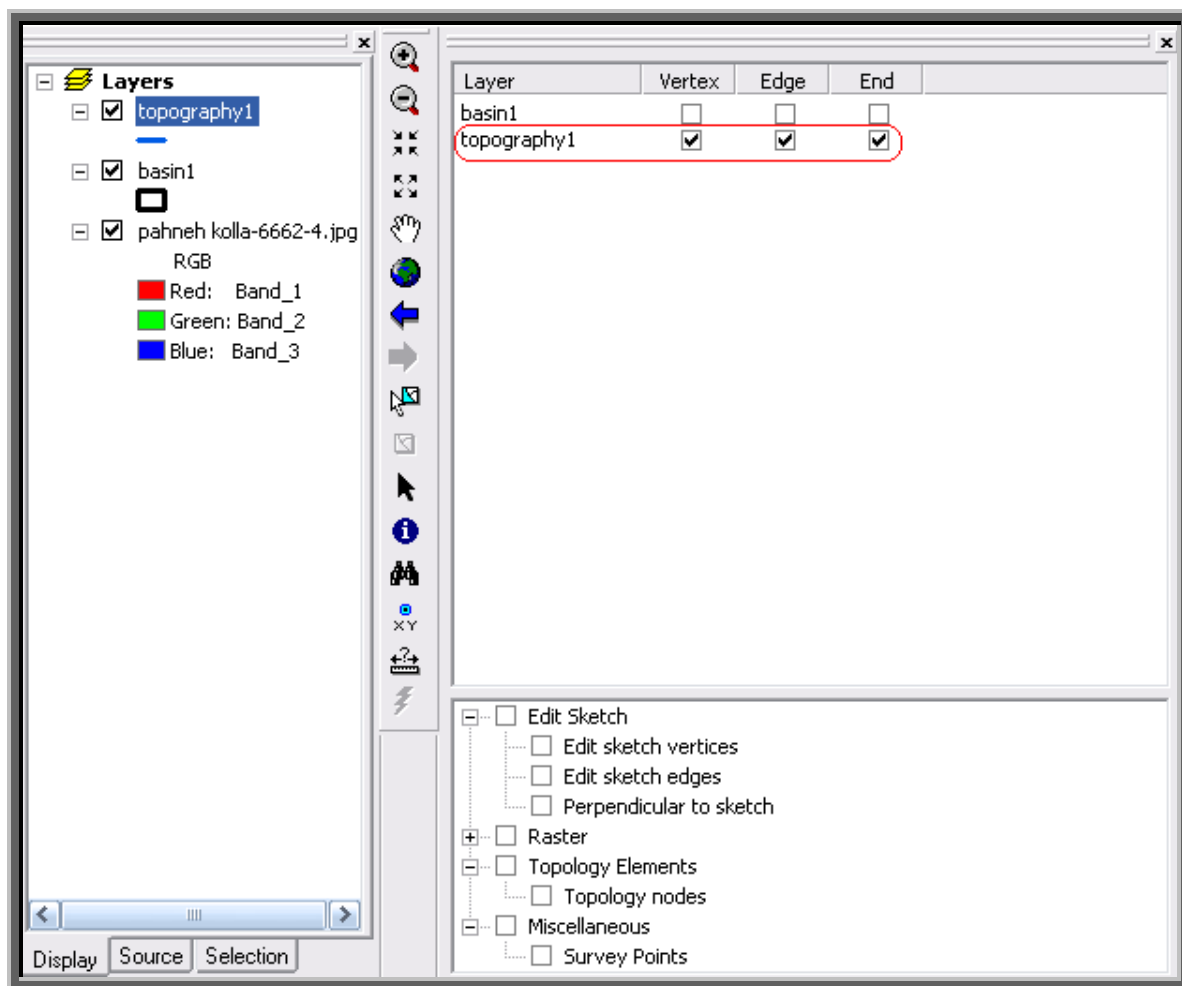 Layers
topography1
basin1
pahneh kolla-6662-4.jpg
RGB
Red: Band_1
Green: Band_2
Blue: Band_3
Display Source Selection
XY
Layer Vertex Edge End
basin1
topography1
Edit Sketch
Edit sketch vertices
Edit sketch edges
Perpendicular to sketch
Raster
Topology Elements
Topology nodes
Miscellaneous
Survey Points